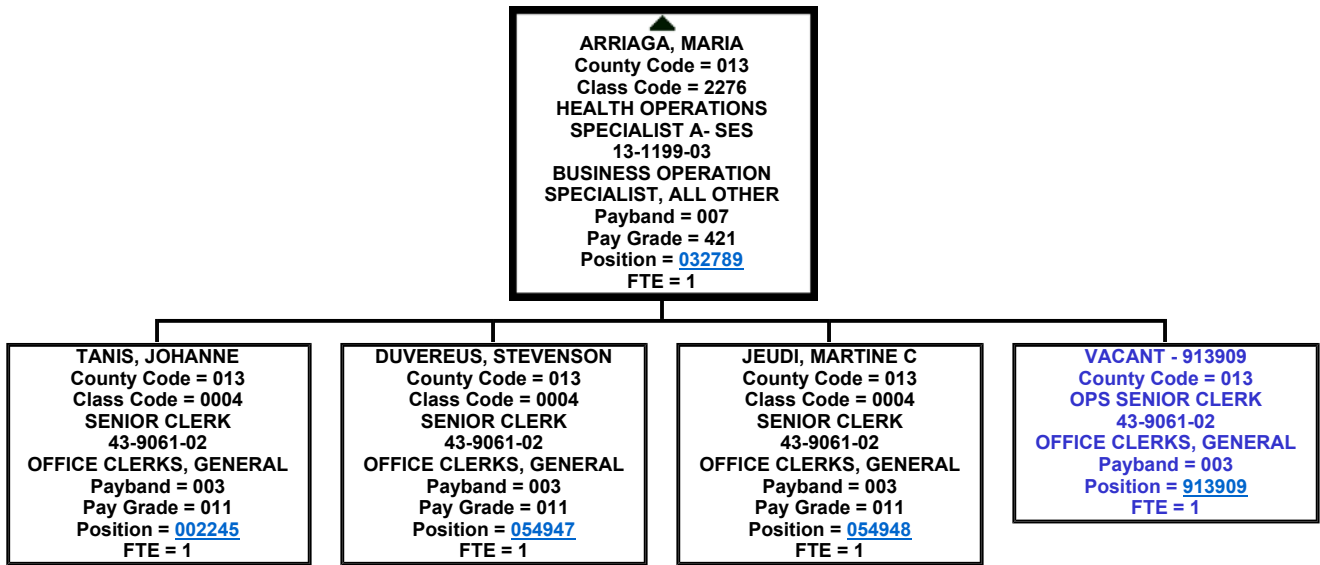 ARRIAGA, MARIA
County Code = 013
Class Code = 2276
HEALTH OPERATIONS
SPECIALIST A- SES
13-1199-03
BUSINESS OPERATION
SPECIALIST, ALL OTHER
Payband = 007
Pay Grade = 421
Position = 032789
FTE = 1
TANIS, JOHANNE
County Code = 013
Class Code = 0004
SENIOR CLERK
43-9061-02
OFFICE CLERKS, GENERAL
Payband = 003
Pay Grade = 011
Position = 002245
FTE = 1
DUVEREUS, STEVENSON
County Code = 013
Class Code = 0004
SENIOR CLERK
43-9061-02
OFFICE CLERKS, GENERAL
Payband = 003
Pay Grade = 011
Position = 054947
FTE = 1
JEUDI, MARTINE C
County Code = 013
Class Code = 0004
SENIOR CLERK
43-9061-02
OFFICE CLERKS, GENERAL
Payband = 003
Pay Grade = 011
Position = 054948
FTE = 1
VACANT - 913909
County Code = 013
OPS SENIOR CLERK
43-9061-02
OFFICE CLERKS, GENERAL
Payband = 003
Position = 913909
FTE = 1